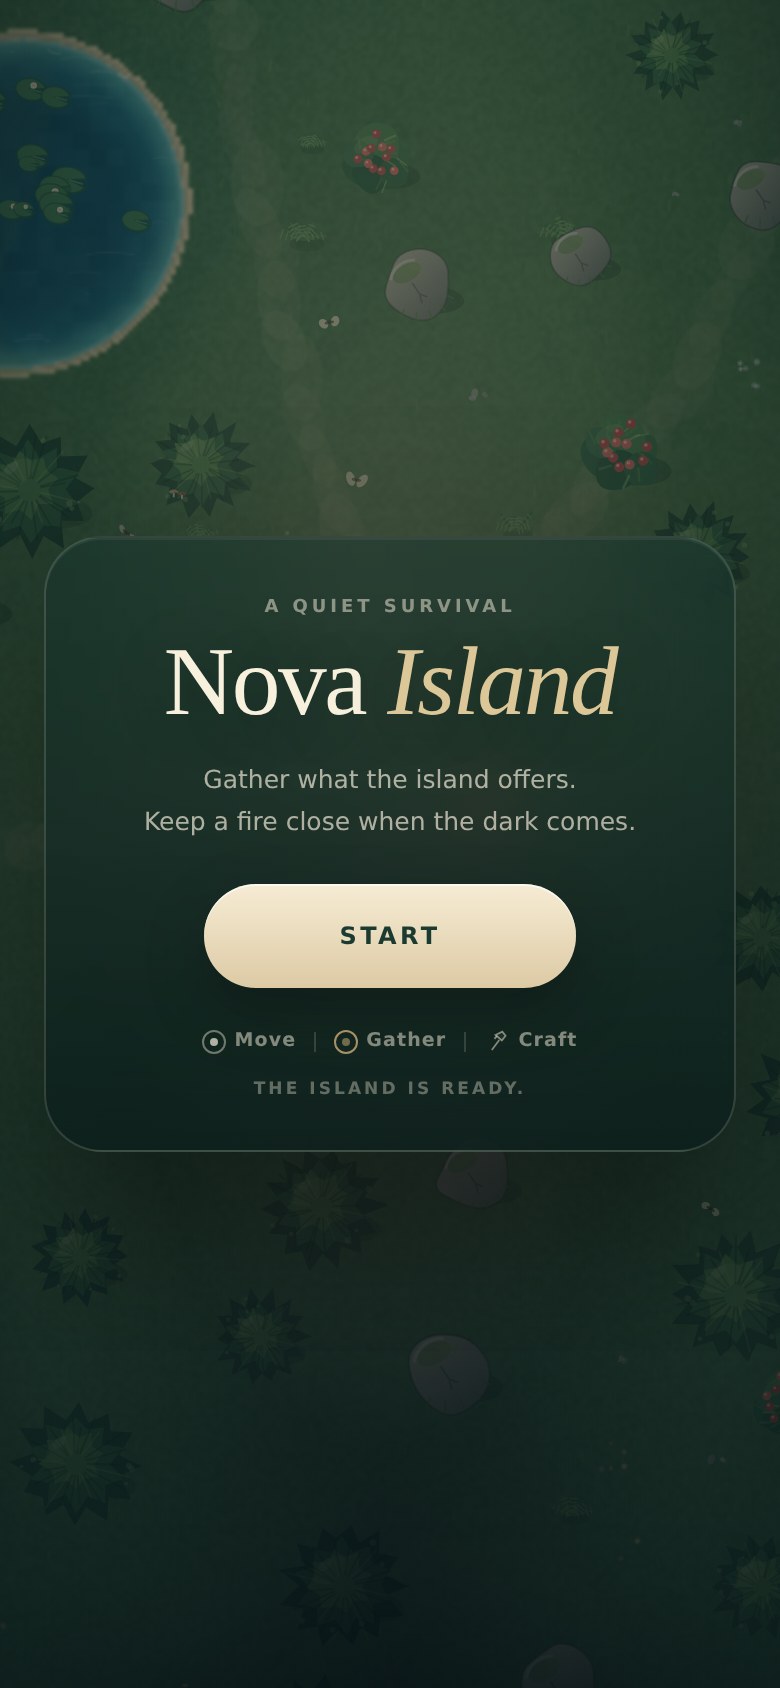 A QUIET SURVIVAL
Nova Island
Gather what the island offers.
Keep a fire close when the dark comes.
START
Move | Gather | Craft
THE ISLAND IS READY.